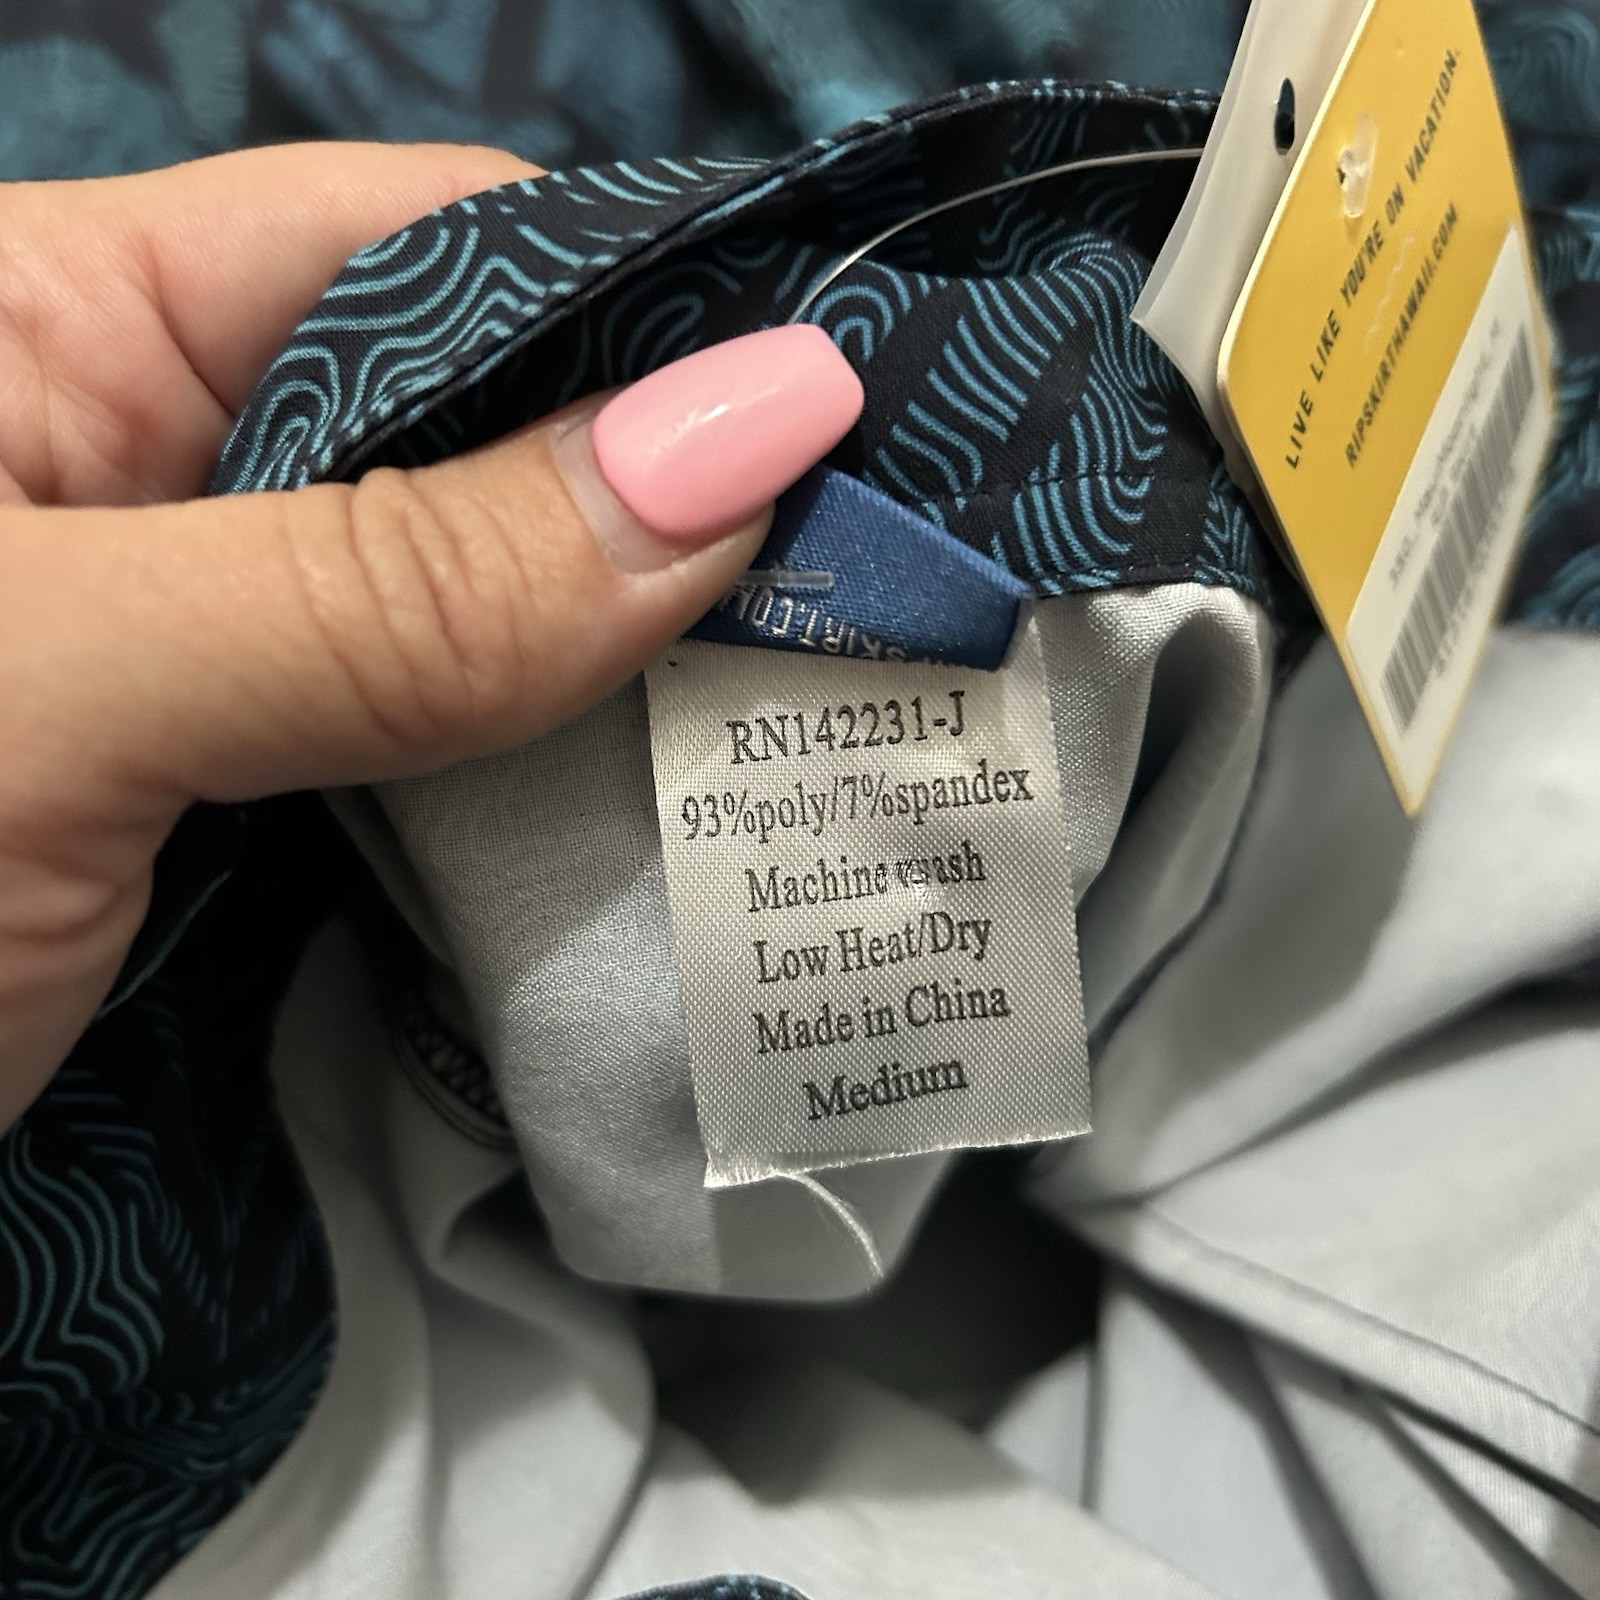 LIVE LIKE YOU'RE ON VACATION.
RIPSKIRTHAWAII.COM
RN142231-J
93%poly/7%spandex
Machine wash
Low Heat/Dry
Made in China
Medium